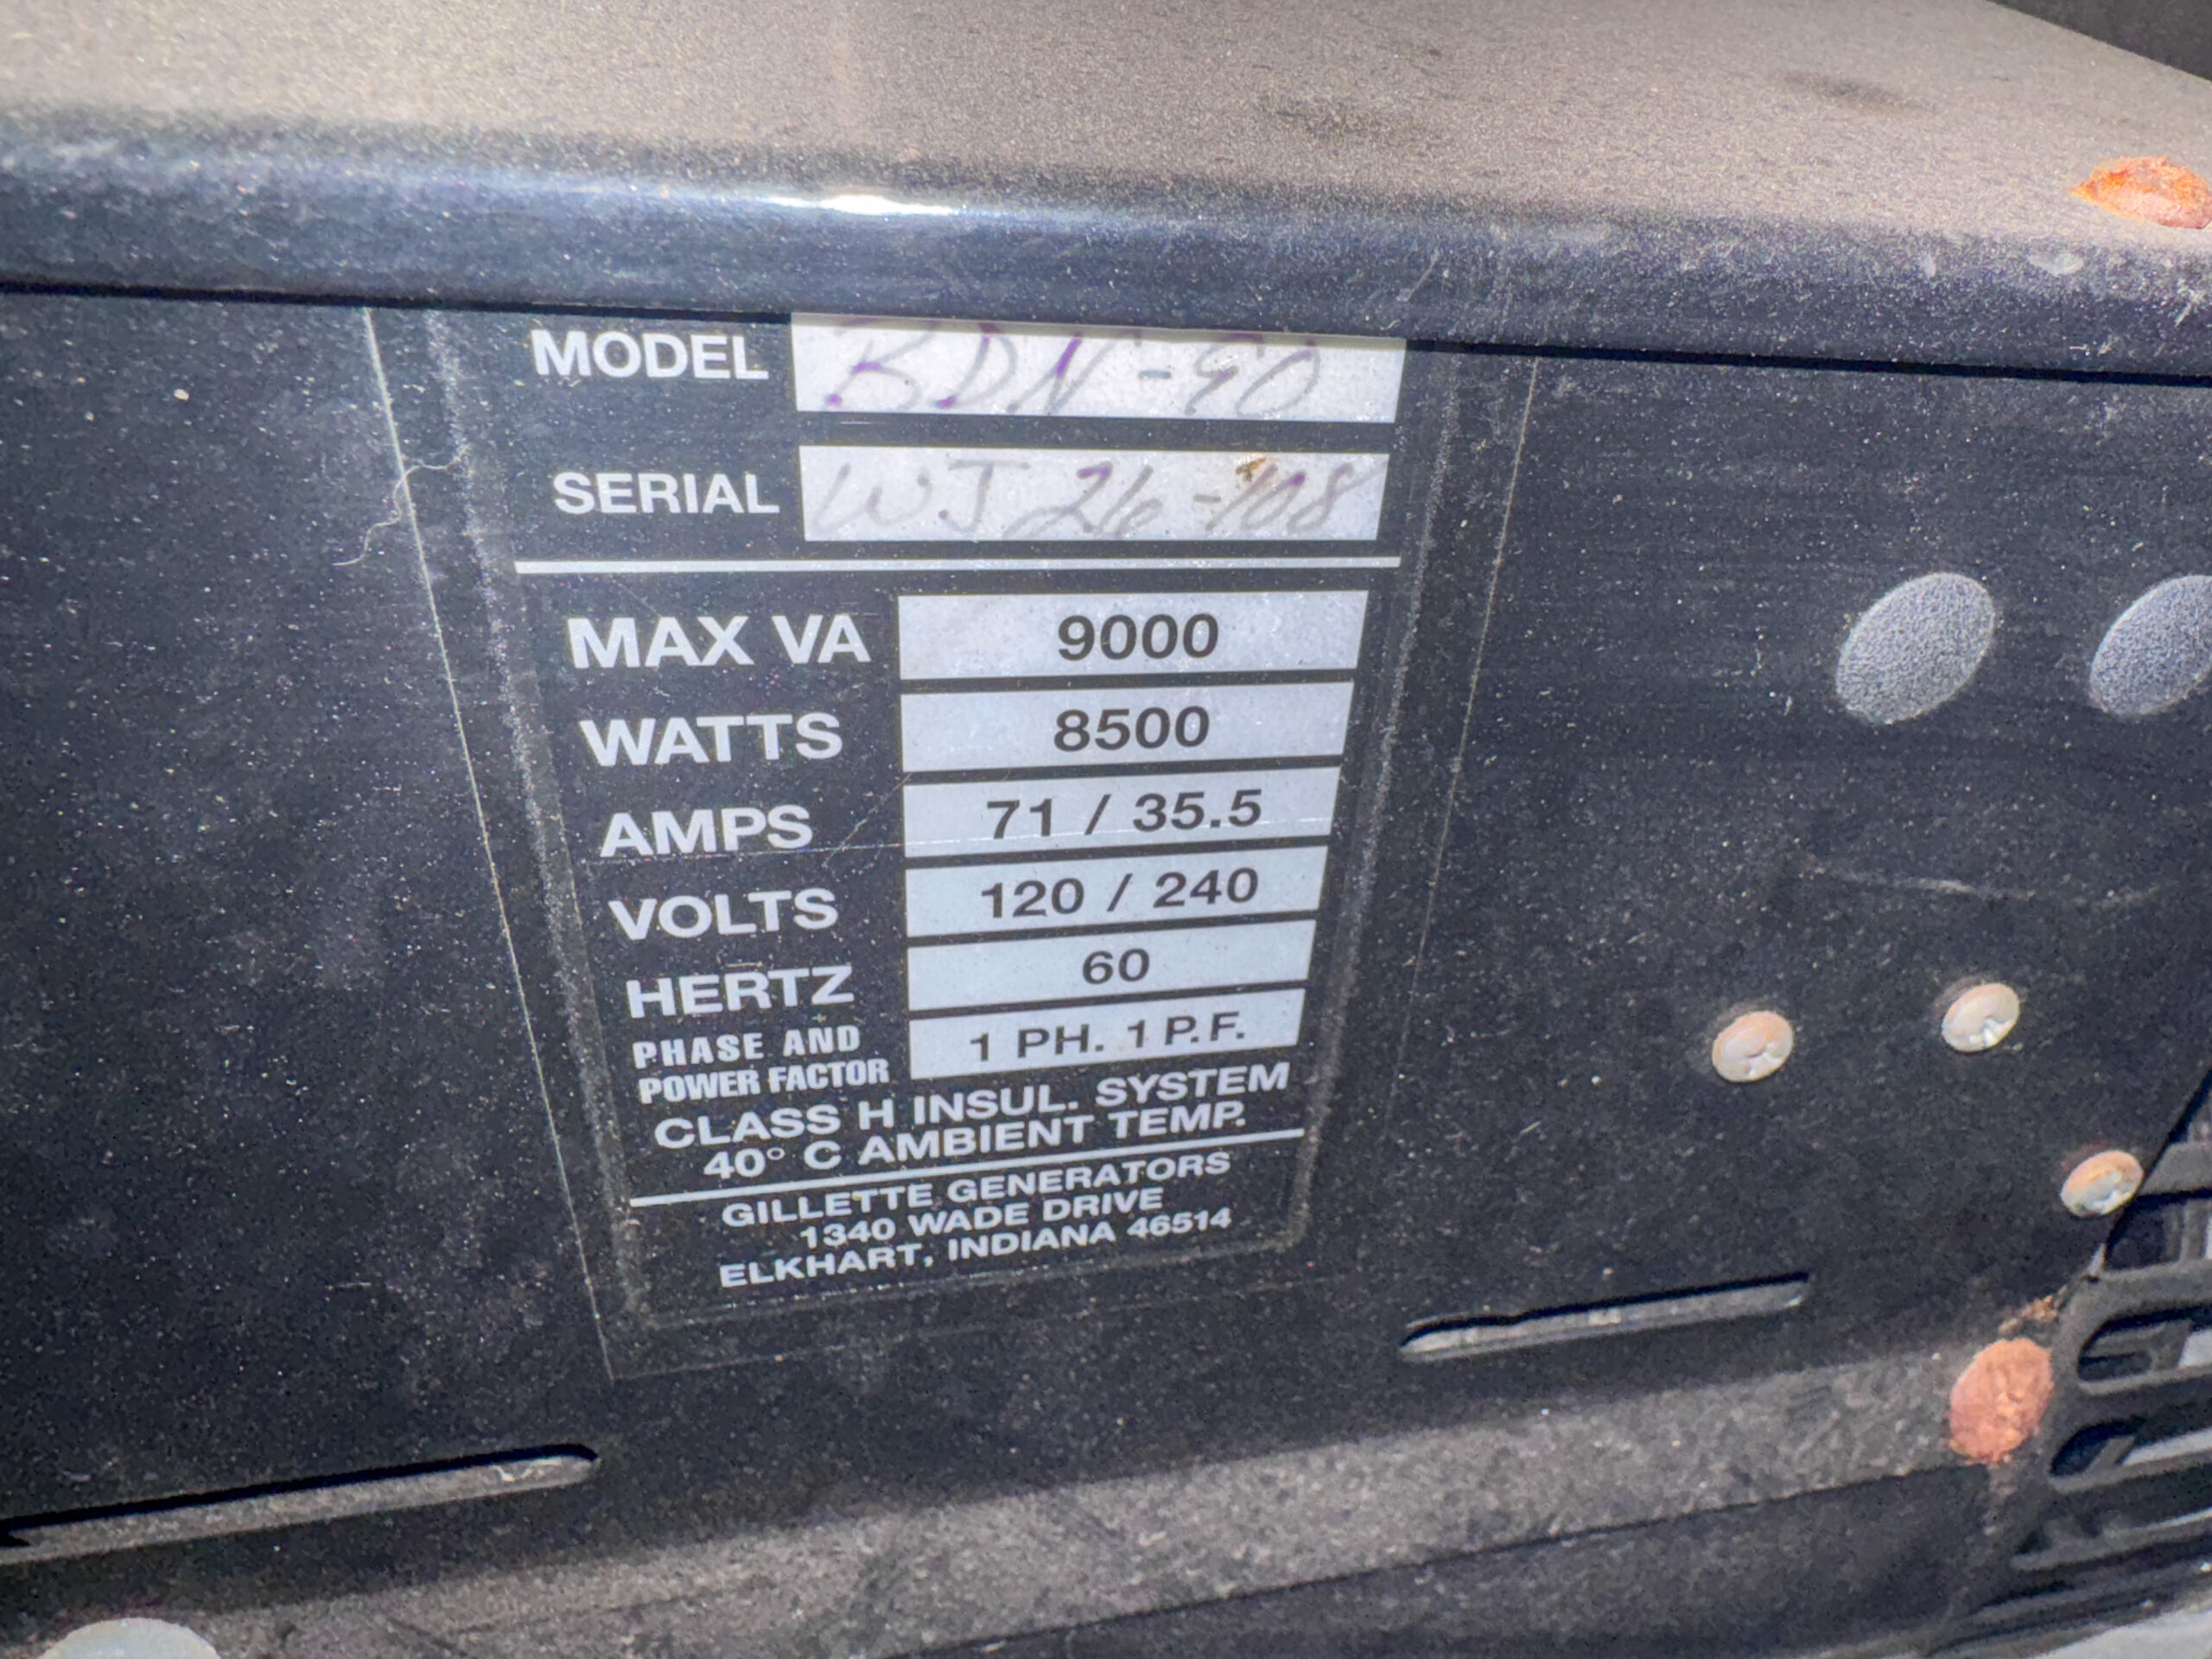 MODEL BDN-90
SERIAL WJ 26-108
MAX VA 9000
WATTS 8500
AMPS 71 / 35.5
VOLTS 120 / 240
HERTZ 60
PHASE AND
POWER FACTOR 1 PH. 1 P.F.
CLASS H INSUL. SYSTEM
40° C AMBIENT TEMP.
GILLETTE GENERATORS
1340 WADE DRIVE
ELKHART, INDIANA 46514